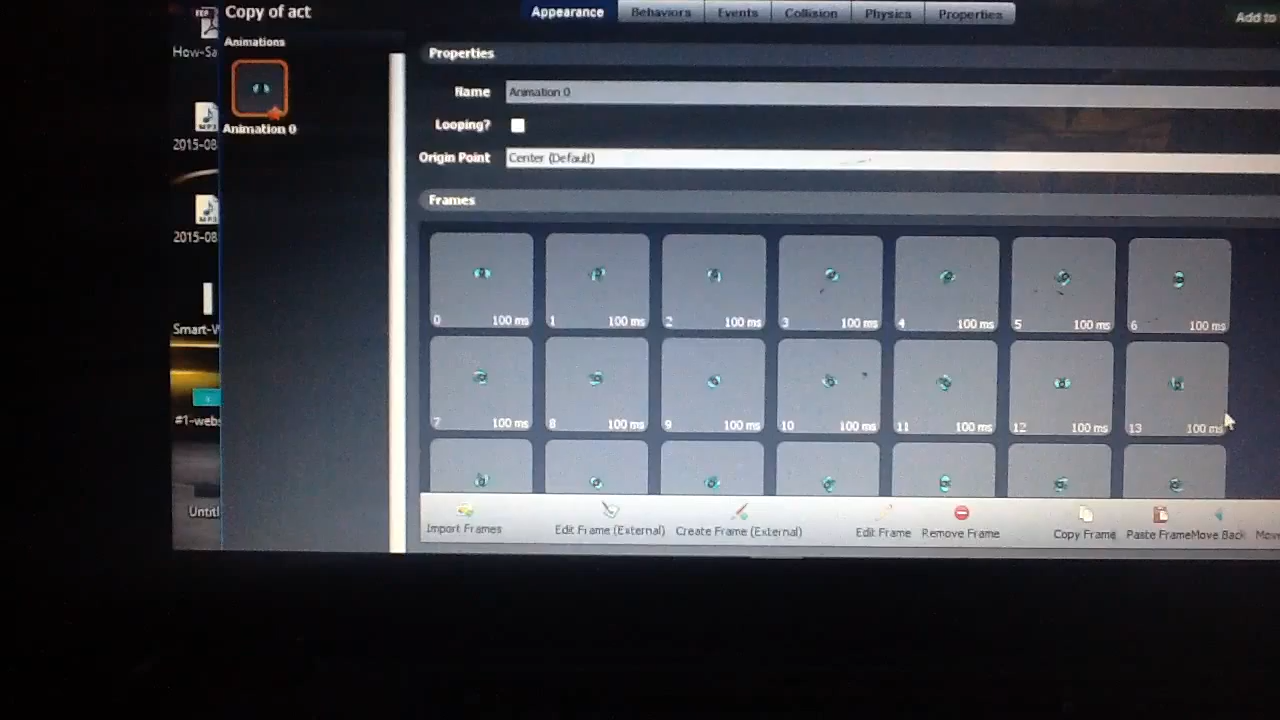 Copy of act
Appearance Behaviors Events Collision Physics Properties
Add to
Animations
Animation 0
How-Sa
2015-08
MP3
2015-08
Smart-W
#1-webs
Untitl
Properties
Name Animation 0
Looping?
Origin Point Center (Default)
Frames
0 100 ms 1 100 ms 2 100 ms 3 100 ms 4 100 ms 5 100 ms 6 100 ms
7 100 ms 8 100 ms 9 100 ms 10 100 ms 11 100 ms 12 100 ms 13 100 ms
Import Frames Edit Frame (External) Create Frame (External) Edit Frame Remove Frame Copy Frame Paste Frame Move Back Move